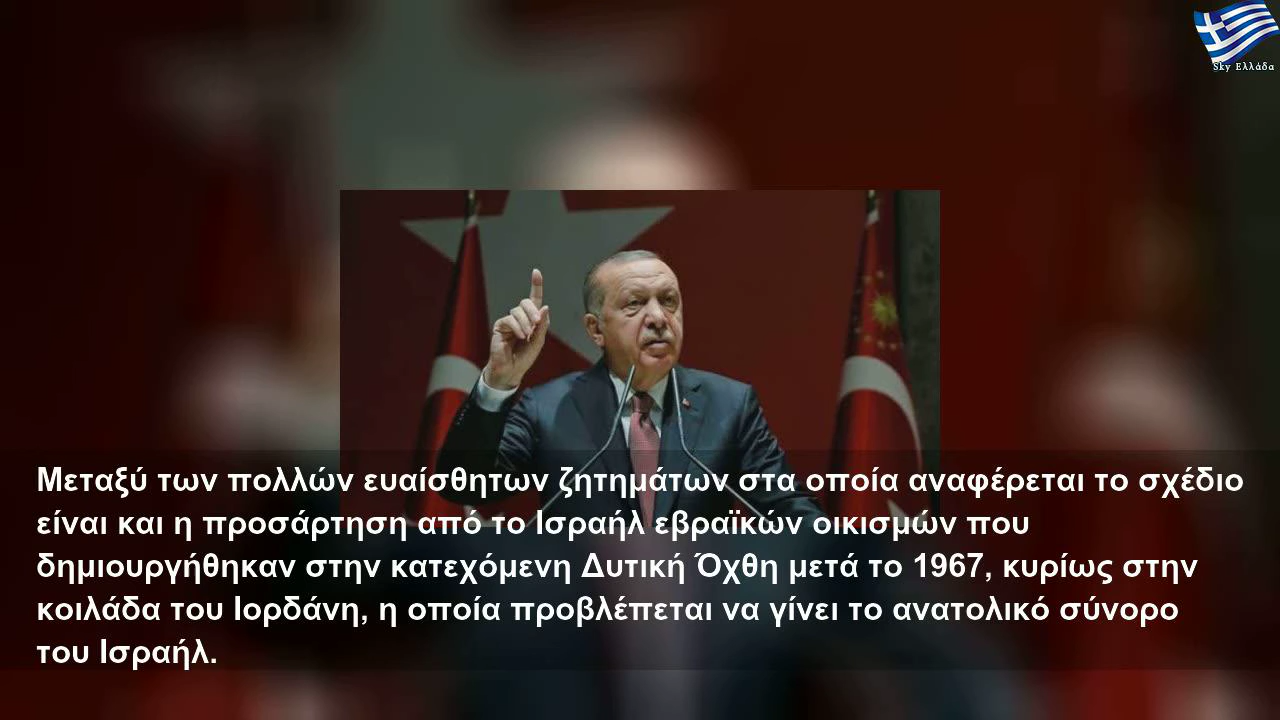 Sky Ελλάδα
Μεταξύ των πολλών ευαίσθητων ζητημάτων στα οποία αναφέρεται το σχέδιο
είναι και η προσάρτηση από το Ισραήλ εβραϊκών οικισμών που
δημιουργήθηκαν στην κατεχόμενη Δυτική Όχθη μετά το 1967, κυρίως στην
κοιλάδα του Ιορδάνη, η οποία προβλέπεται να γίνει το ανατολικό σύνορο
του Ισραήλ.